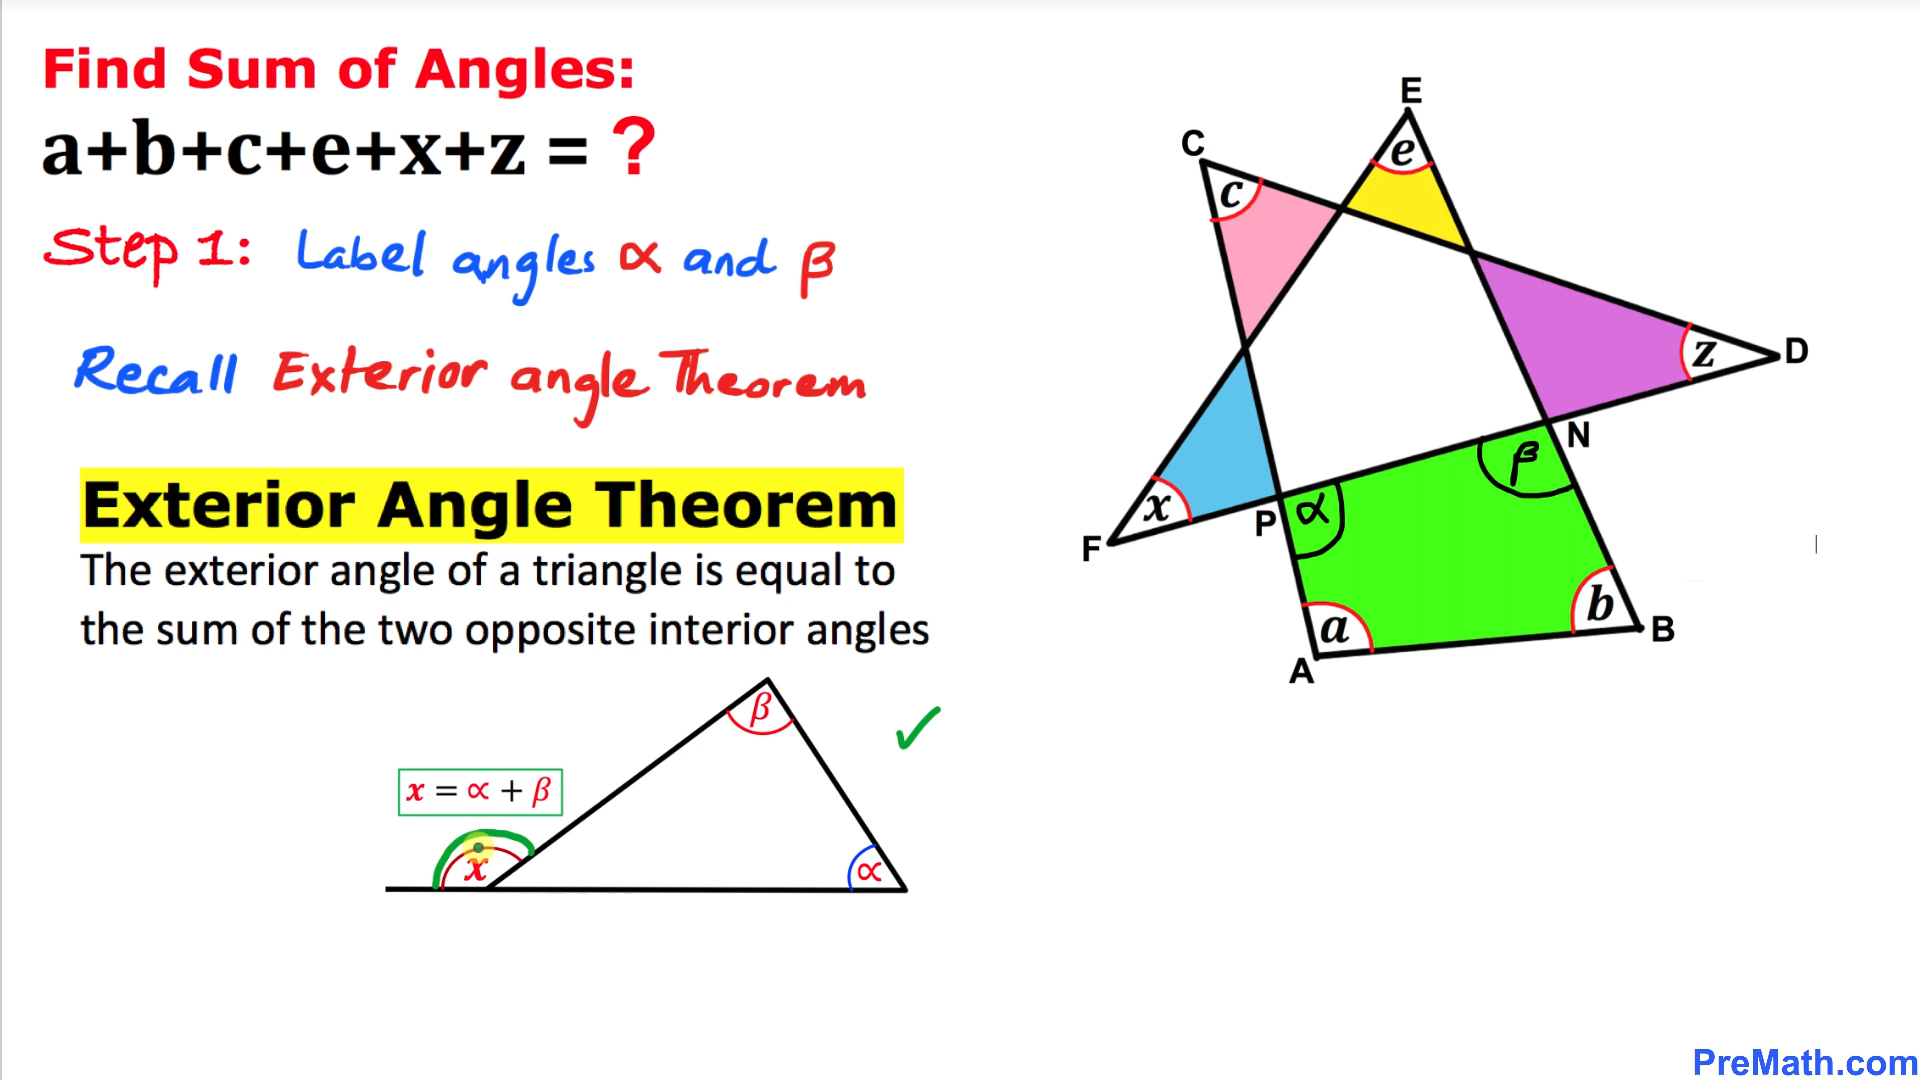 Find Sum of Angles:
a+b+c+e+x+z = ?
Step 1: Label angles ∝ and β
Recall Exterior angle Theorem
Exterior Angle Theorem
The exterior angle of a triangle is equal to
the sum of the two opposite interior angles
x = ∝ + β
β
x
∝
E
C
e
c
z
D
N
β
x
∝
P
F
b
a
B
A
PreMath.com